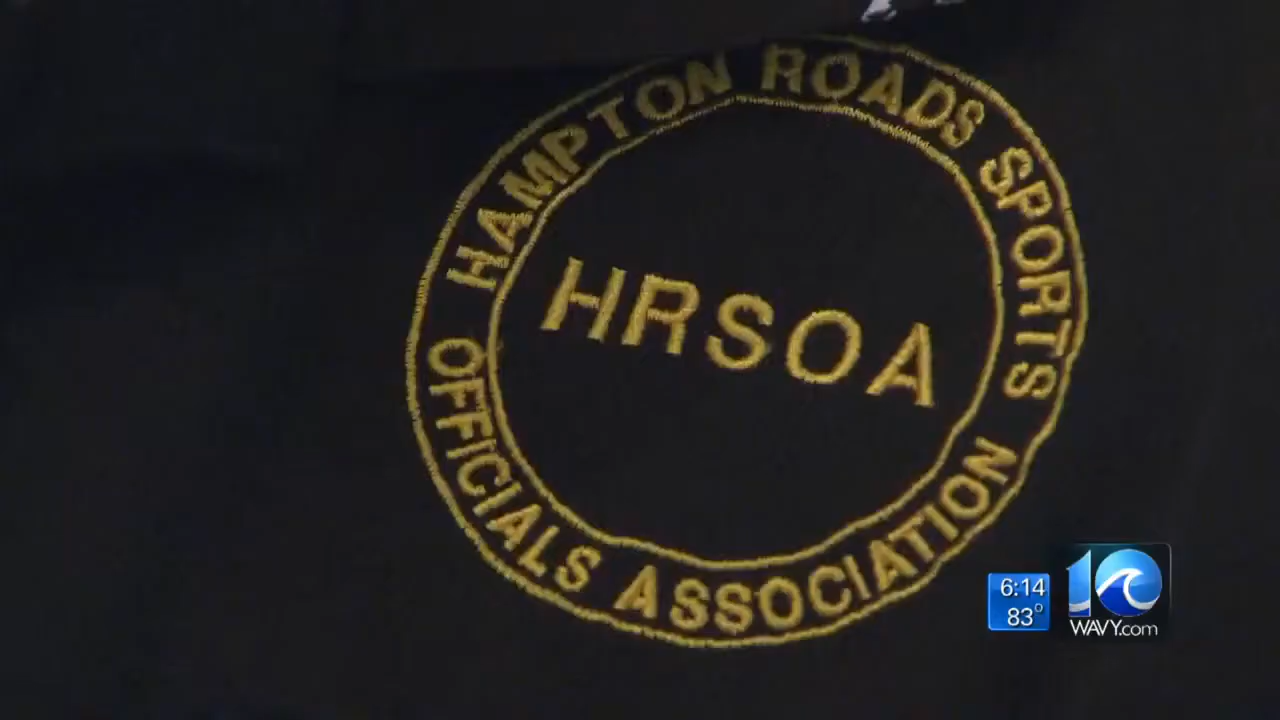 HAMPTON ROADS SPORTS
HRSOA
OFFICIALS ASSOCIATION
6:14
83°
10
WAVY.com